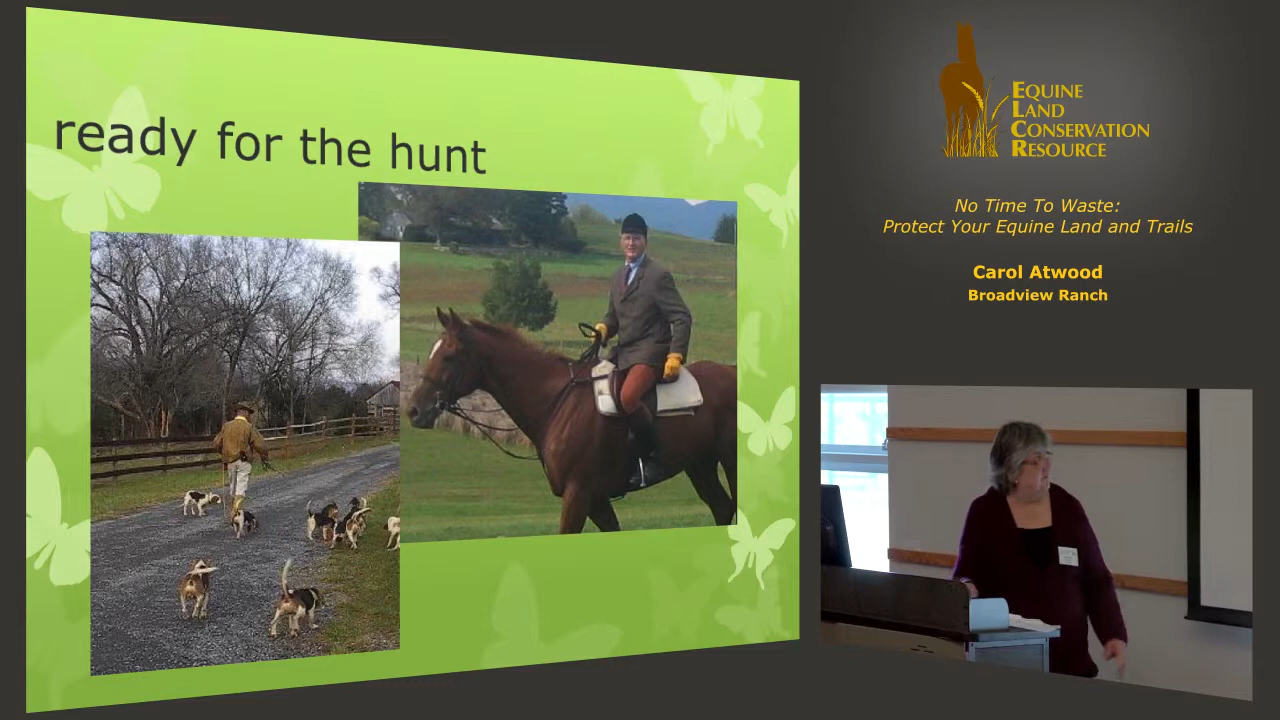 ready for the hunt
EQUINE
LAND
CONSERVATION
RESOURCE
No Time To Waste:
Protect Your Equine Land and Trails
Carol Atwood
Broadview Ranch